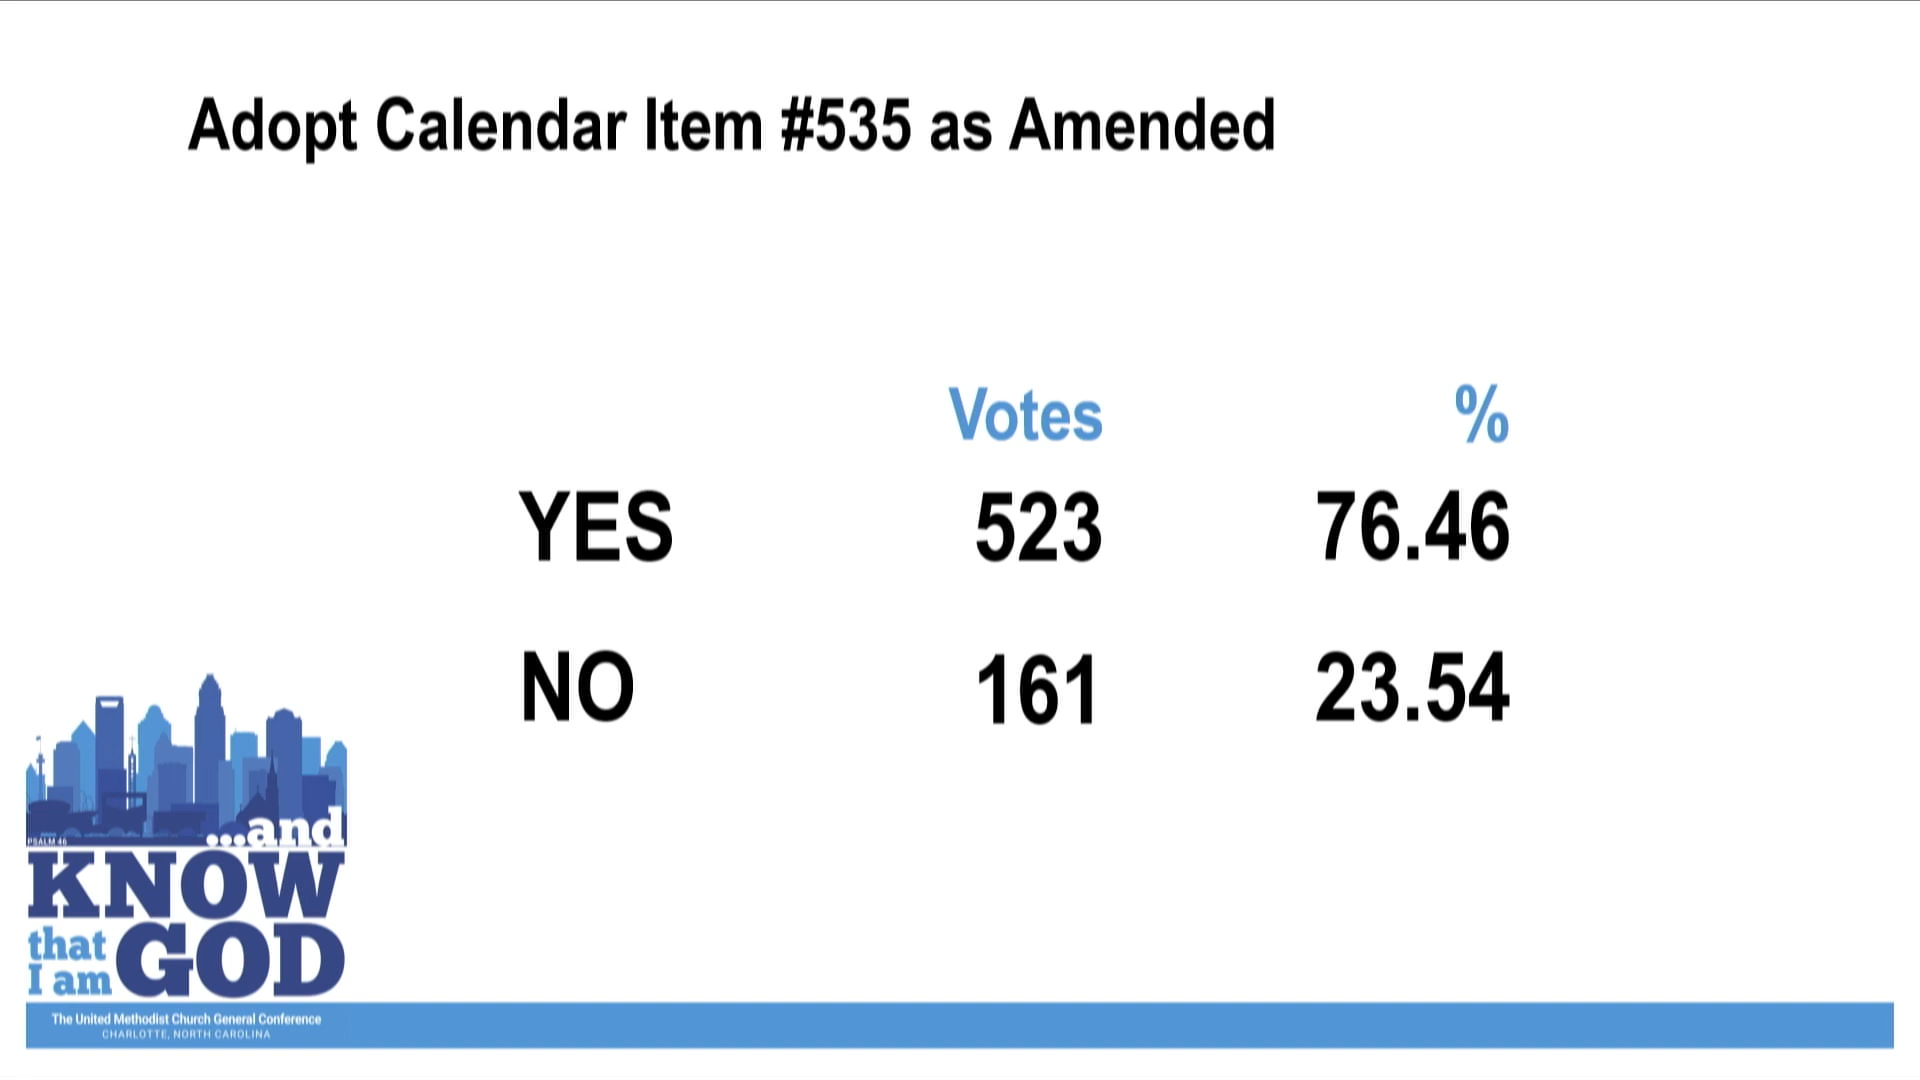 Adopt Calendar Item #535 as Amended
Votes %
YES 523 76.46
NO 161 23.54
PSALM 46
...and
KNOW
that
I am
GOD
The United Methodist Church General Conference
CHARLOTTE, NORTH CAROLINA